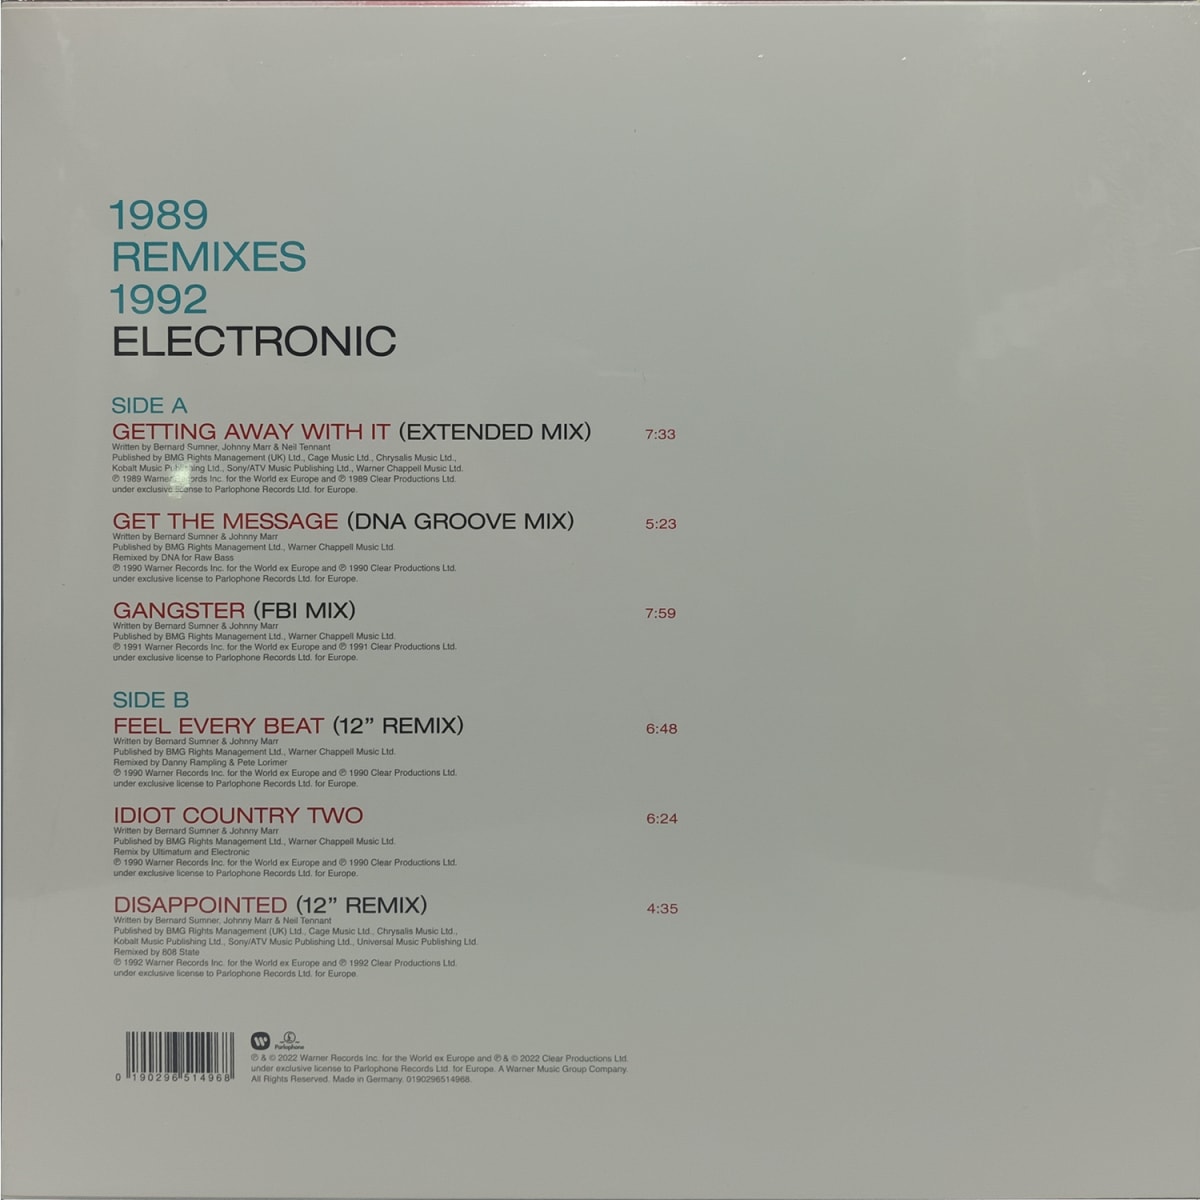 1989
REMIXES
1992
ELECTRONIC
SIDE A
GETTING AWAY WITH IT (EXTENDED MIX) 7:33
Written by Bernard Sumner, Johnny Marr & Neil Tennant
Published by BMG Rights Management (UK) Ltd., Cage Music Ltd., Chrysalis Music Ltd.,
Kobalt Music Publishing Ltd., Sony/ATV Music Publishing Ltd., Warner Chappell Music Ltd.
℗ 1989 Warner Records Inc. for the World ex Europe and ℗ 1989 Clear Productions Ltd.
under exclusive license to Parlophone Records Ltd. for Europe.
GET THE MESSAGE (DNA GROOVE MIX) 5:23
Written by Bernard Sumner & Johnny Marr
Published by BMG Rights Management Ltd., Warner Chappell Music Ltd.
Remixed by DNA for Raw Bass
℗ 1990 Warner Records Inc. for the World ex Europe and ℗ 1990 Clear Productions Ltd.
under exclusive license to Parlophone Records Ltd. for Europe.
GANGSTER (FBI MIX) 7:59
Written by Bernard Sumner & Johnny Marr
Published by BMG Rights Management Ltd., Warner Chappell Music Ltd.
℗ 1991 Warner Records Inc. for the World ex Europe and ℗ 1991 Clear Productions Ltd.
under exclusive license to Parlophone Records Ltd. for Europe.
SIDE B
FEEL EVERY BEAT (12” REMIX) 6:48
Written by Bernard Sumner & Johnny Marr
Published by BMG Rights Management Ltd., Warner Chappell Music Ltd.
Remixed by Danny Rampling & Pete Lorimer
℗ 1990 Warner Records Inc. for the World ex Europe and ℗ 1990 Clear Productions Ltd.
under exclusive license to Parlophone Records Ltd. for Europe.
IDIOT COUNTRY TWO 6:24
Written by Bernard Sumner & Johnny Marr
Published by BMG Rights Management Ltd., Warner Chappell Music Ltd.
Remix by Ultimatum and Electronic
℗ 1990 Warner Records Inc. for the World ex Europe and ℗ 1990 Clear Productions Ltd.
under exclusive license to Parlophone Records Ltd. for Europe.
DISAPPOINTED (12” REMIX) 4:35
Written by Bernard Sumner, Johnny Marr & Neil Tennant
Published by BMG Rights Management (UK) Ltd., Cage Music Ltd., Chrysalis Music Ltd.,
Kobalt Music Publishing Ltd., Sony/ATV Music Publishing Ltd., Universal Music Publishing Ltd.
Remixed by 808 State
℗ 1992 Warner Records Inc. for the World ex Europe and ℗ 1992 Clear Productions Ltd.
under exclusive license to Parlophone Records Ltd. for Europe.
Parlophone
℗ & © 2022 Warner Records Inc. for the World ex Europe and ℗ & © 2022 Clear Productions Ltd.
under exclusive license to Parlophone Records Ltd. for Europe. A Warner Music Group Company.
All Rights Reserved. Made in Germany. 0190296514968.
0 190296 514968